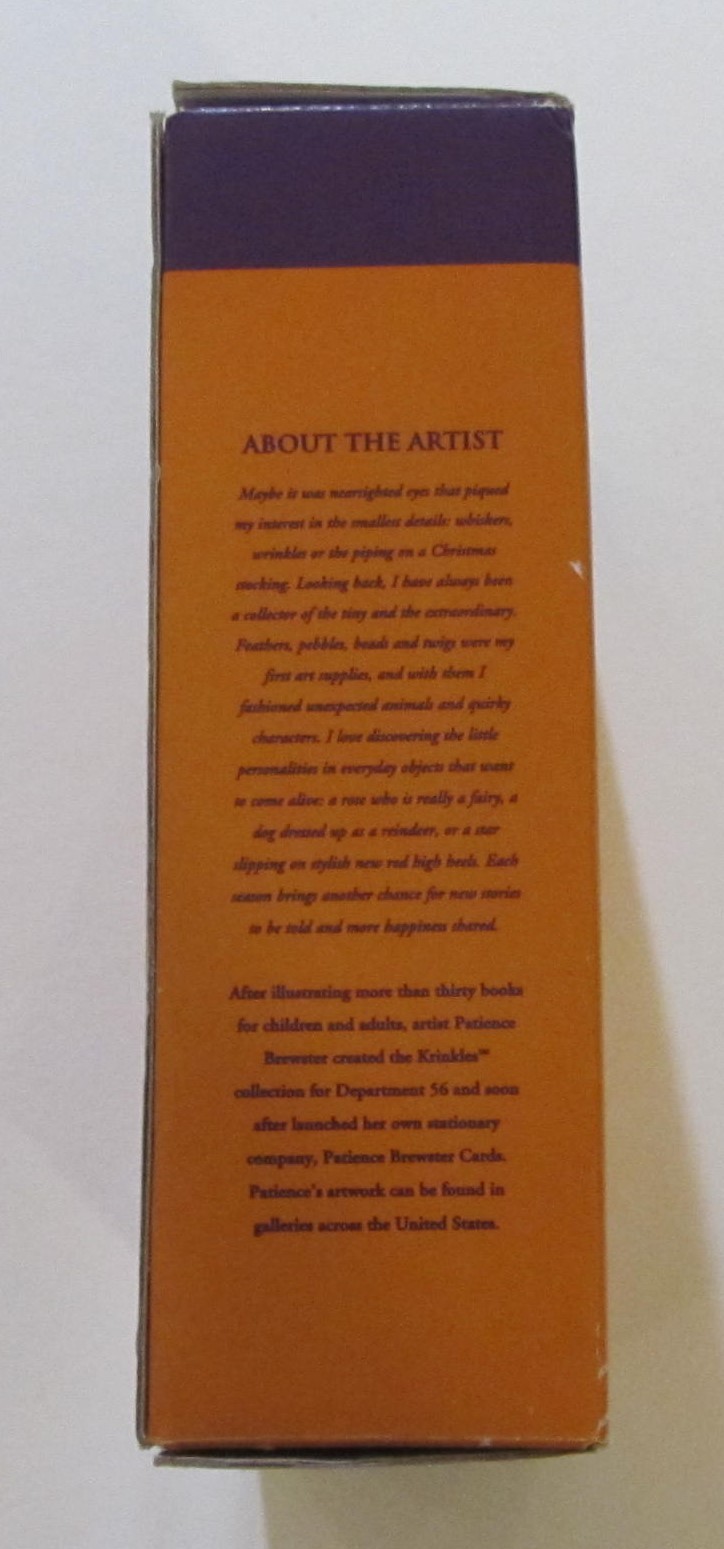 ABOUT THE ARTIST
Maybe it was nearsighted eyes that piqued
my interest in the smallest details: whiskers,
wrinkles or the piping on a Christmas
stocking. Looking back, I have always been
a collector of the tiny and the extraordinary.
Feathers, pebbles, beads and twigs were my
first art supplies, and with them I
fashioned unexpected animals and quirky
characters. I love discovering the little
personalities in everyday objects that want
to come alive: a rose who is really a fairy, a
dog dressed up as a reindeer, or a star
slipping on stylish new red high heels. Each
season brings another chance for new stories
to be told and more happiness shared.
After illustrating more than thirty books
for children and adults, artist Patience
Brewster created the Krinkles™
collection for Department 56 and soon
after launched her own stationary
company, Patience Brewster Cards.
Patience's artwork can be found in
galleries across the United States.